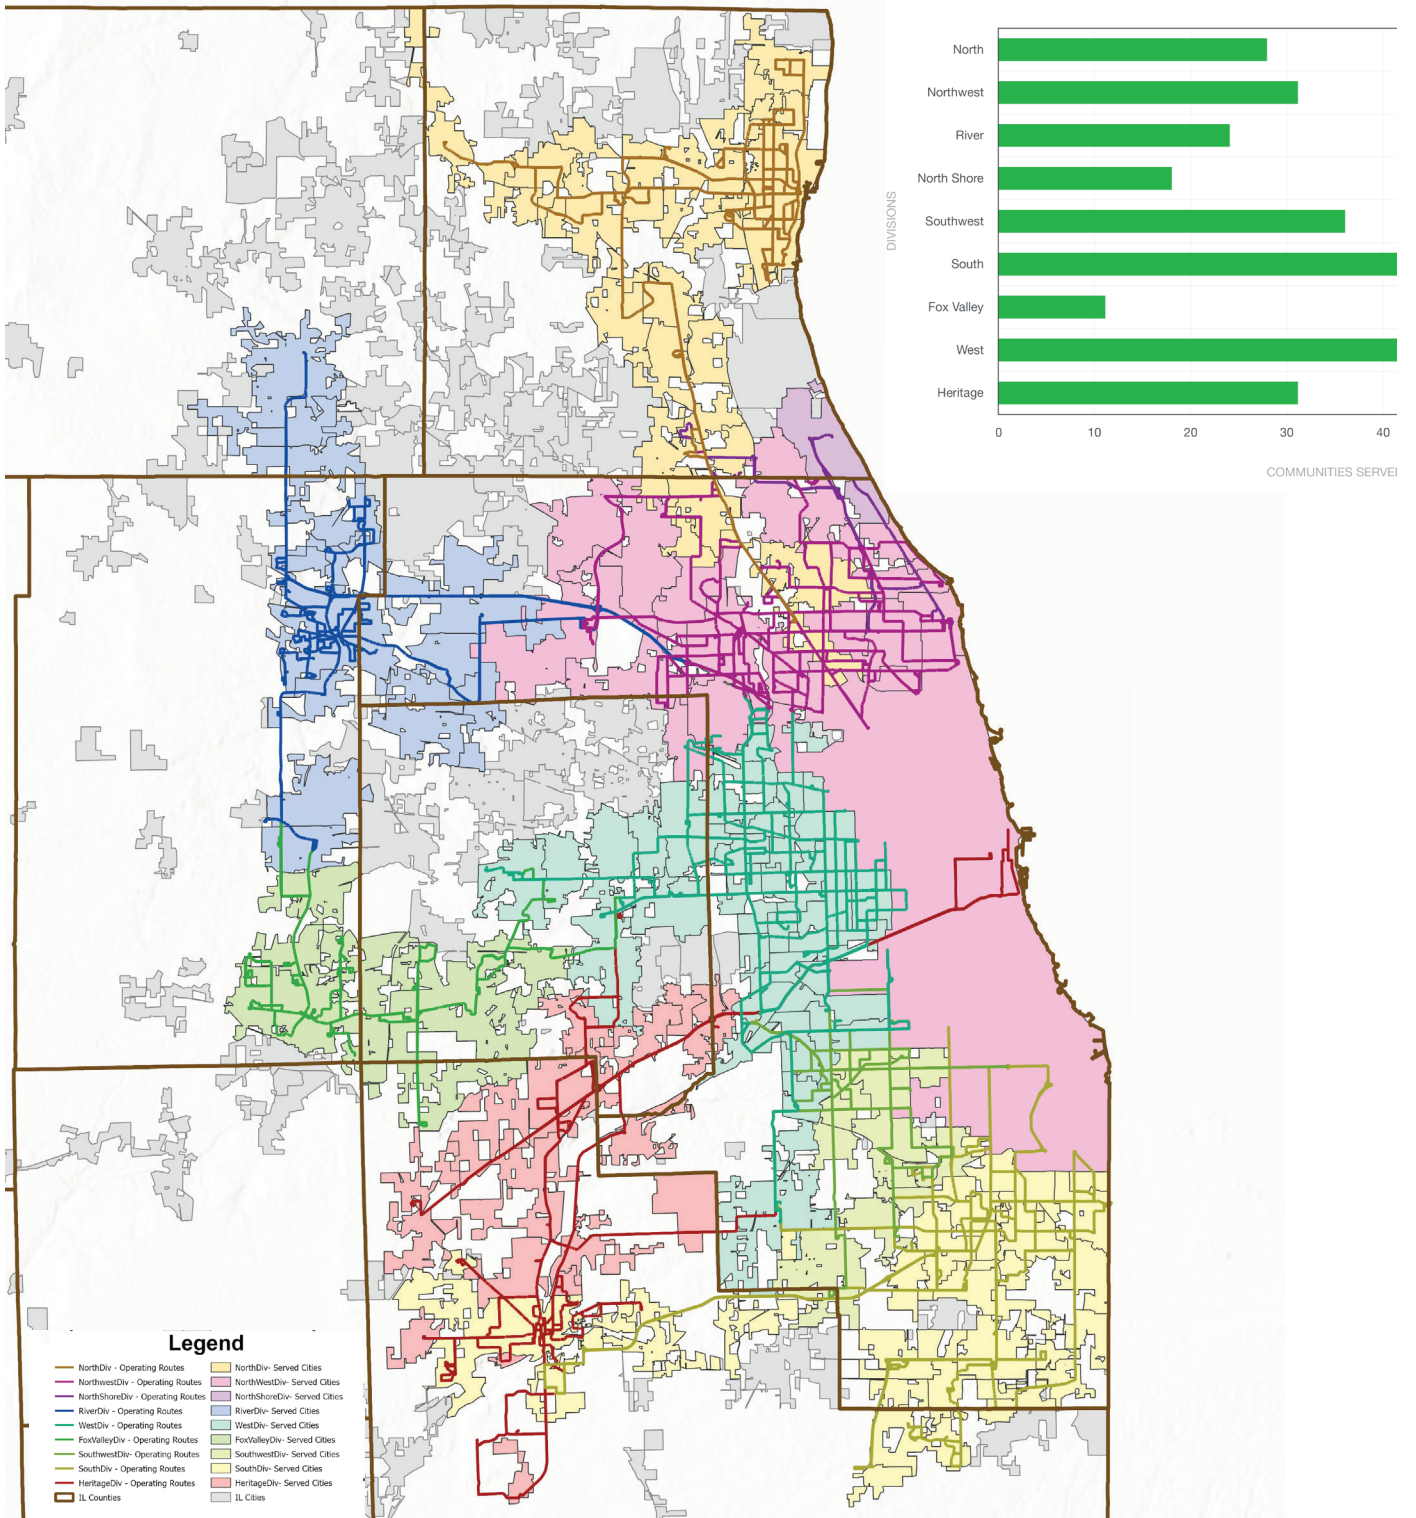 North
Northwest
River
North Shore
Southwest
South
Fox Valley
West
Heritage
DIVISIONS
0 10 20 30 40
COMMUNITIES SERVE
Legend
NorthDiv - Operating Routes
NorthwestDiv - Operating Routes
NorthShoreDiv - Operating Routes
RiverDiv - Operating Routes
WestDiv - Operating Routes
FoxValleyDiv - Operating Routes
SouthwestDiv- Operating Routes
SouthDiv - Operating Routes
HeritageDiv - Operating Routes
IL Counties
NorthDiv- Served Cities
NorthWestDiv- Served Cities
NorthShoreDiv- Served Cities
RiverDiv- Served Cities
WestDiv- Served Cities
FoxValleyDiv- Served Cities
SouthwestDiv- Served Cities
SouthDiv- Served Cities
HeritageDiv- Served Cities
IL Cities